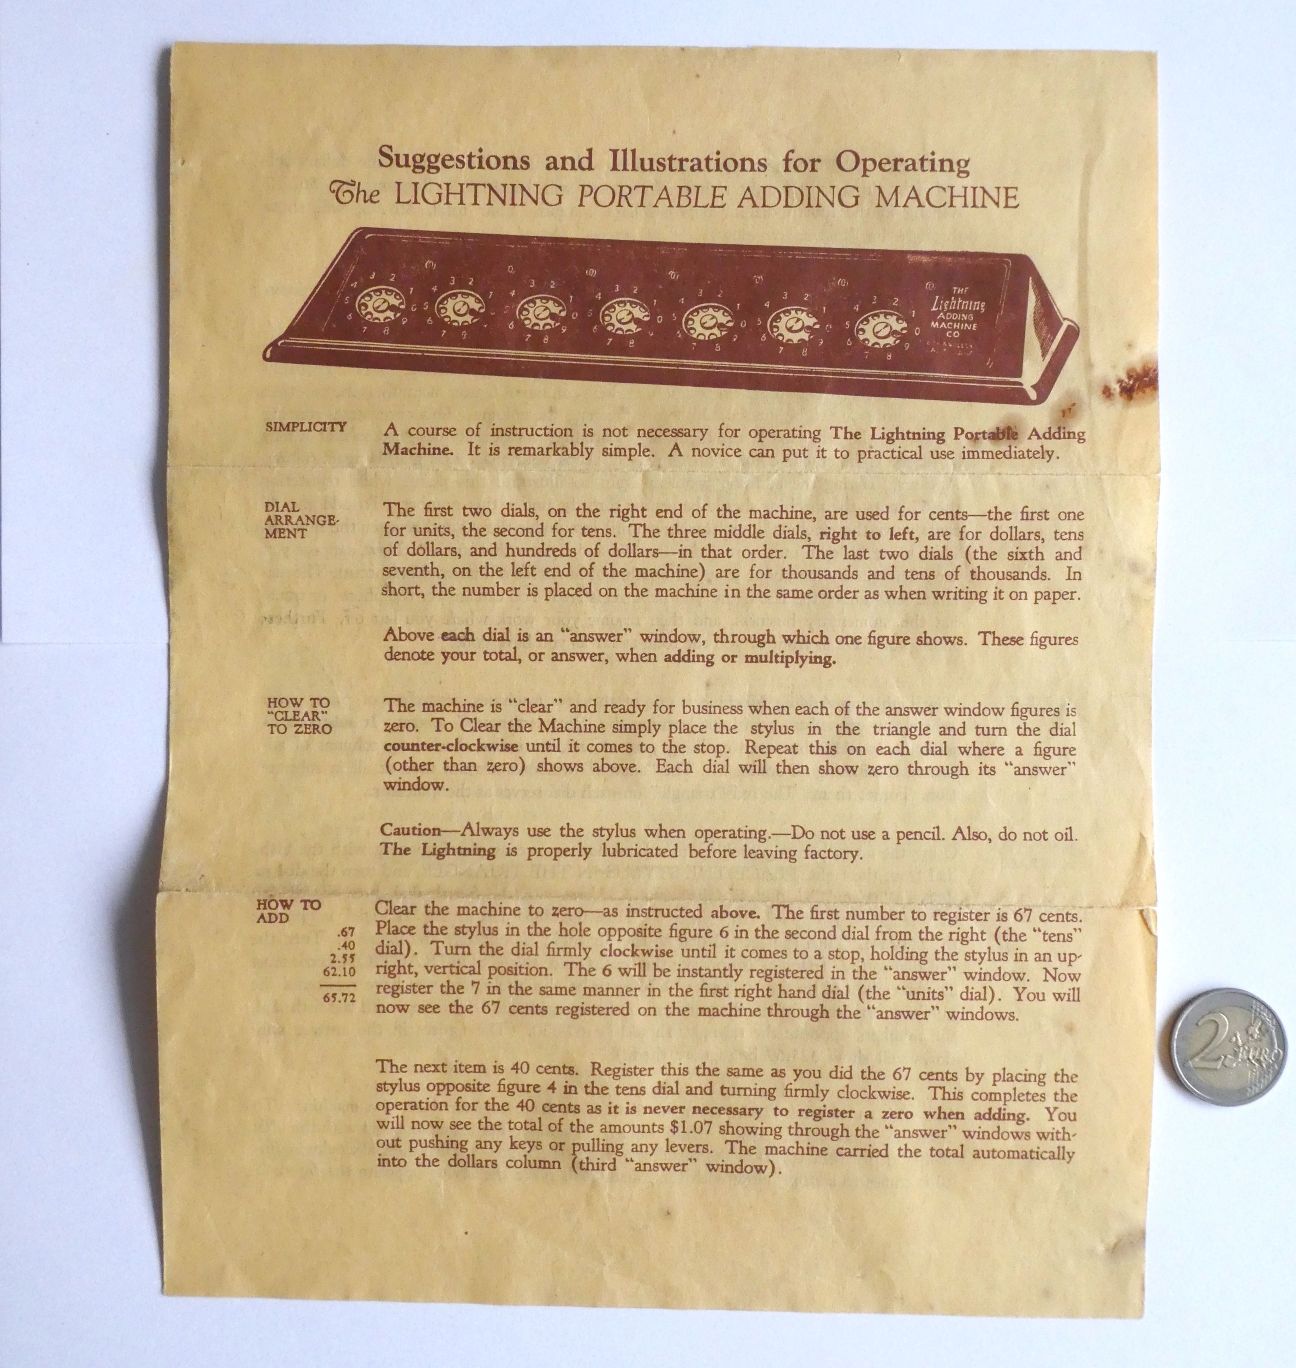 Suggestions and Illustrations for Operating
The LIGHTNING PORTABLE ADDING MACHINE
THE
Lightning
ADDING
MACHINE
CO
SIMPLICITY
A course of instruction is not necessary for operating The Lightning Portable Adding
Machine. It is remarkably simple. A novice can put it to practical use immediately.
DIAL
ARRANGE-
MENT
The first two dials, on the right end of the machine, are used for cents—the first one
for units, the second for tens. The three middle dials, right to left, are for dollars, tens
of dollars, and hundreds of dollars—in that order. The last two dials (the sixth and
seventh, on the left end of the machine) are for thousands and tens of thousands. In
short, the number is placed on the machine in the same order as when writing it on paper.
Above each dial is an "answer" window, through which one figure shows. These figures
denote your total, or answer, when adding or multiplying.
HOW TO
"CLEAR"
TO ZERO
The machine is "clear" and ready for business when each of the answer window figures is
zero. To Clear the Machine simply place the stylus in the triangle and turn the dial
counter-clockwise until it comes to the stop. Repeat this on each dial where a figure
(other than zero) shows above. Each dial will then show zero through its "answer"
window.
Caution—Always use the stylus when operating.—Do not use a pencil. Also, do not oil.
The Lightning is properly lubricated before leaving factory.
HOW TO
ADD
.67
.40
2.55
62.10
65.72
Clear the machine to zero—as instructed above. The first number to register is 67 cents.
Place the stylus in the hole opposite figure 6 in the second dial from the right (the "tens"
dial). Turn the dial firmly clockwise until it comes to a stop, holding the stylus in an up-
right, vertical position. The 6 will be instantly registered in the "answer" window. Now
register the 7 in the same manner in the first right hand dial (the "units" dial). You will
now see the 67 cents registered on the machine through the "answer" windows.
The next item is 40 cents. Register this the same as you did the 67 cents by placing the
stylus opposite figure 4 in the tens dial and turning firmly clockwise. This completes the
operation for the 40 cents as it is never necessary to register a zero when adding. You
will now see the total of the amounts $1.07 showing through the "answer" windows with-
out pushing any keys or pulling any levers. The machine carried the total automatically
into the dollars column (third "answer" window).
2
EURO